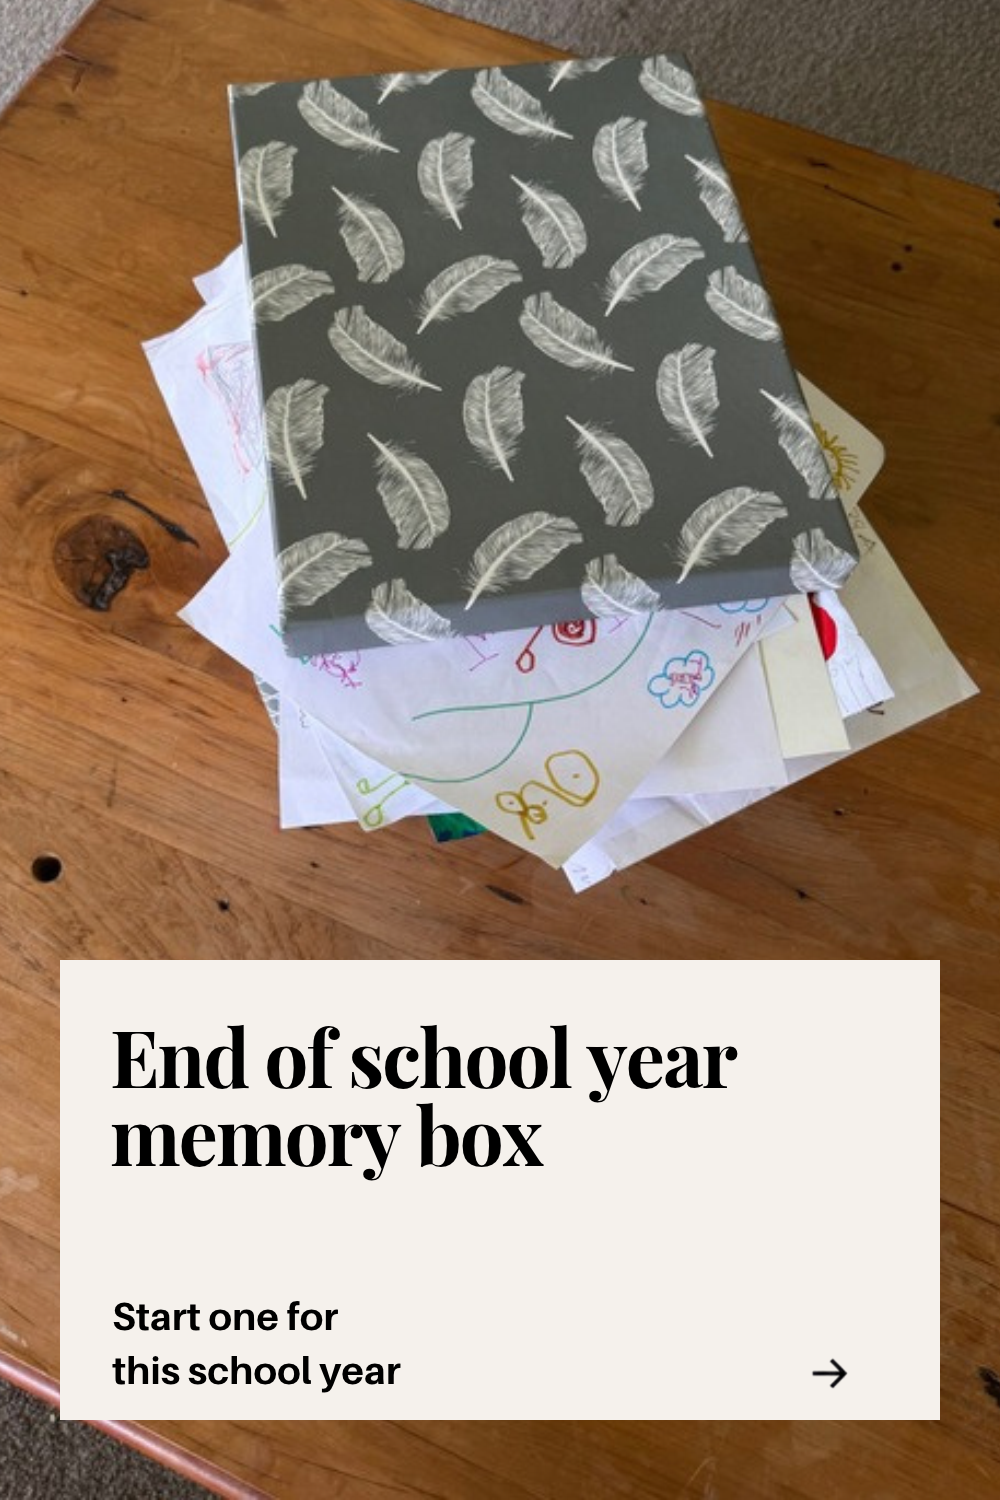 End of school year
memory box
Start one for
this school year